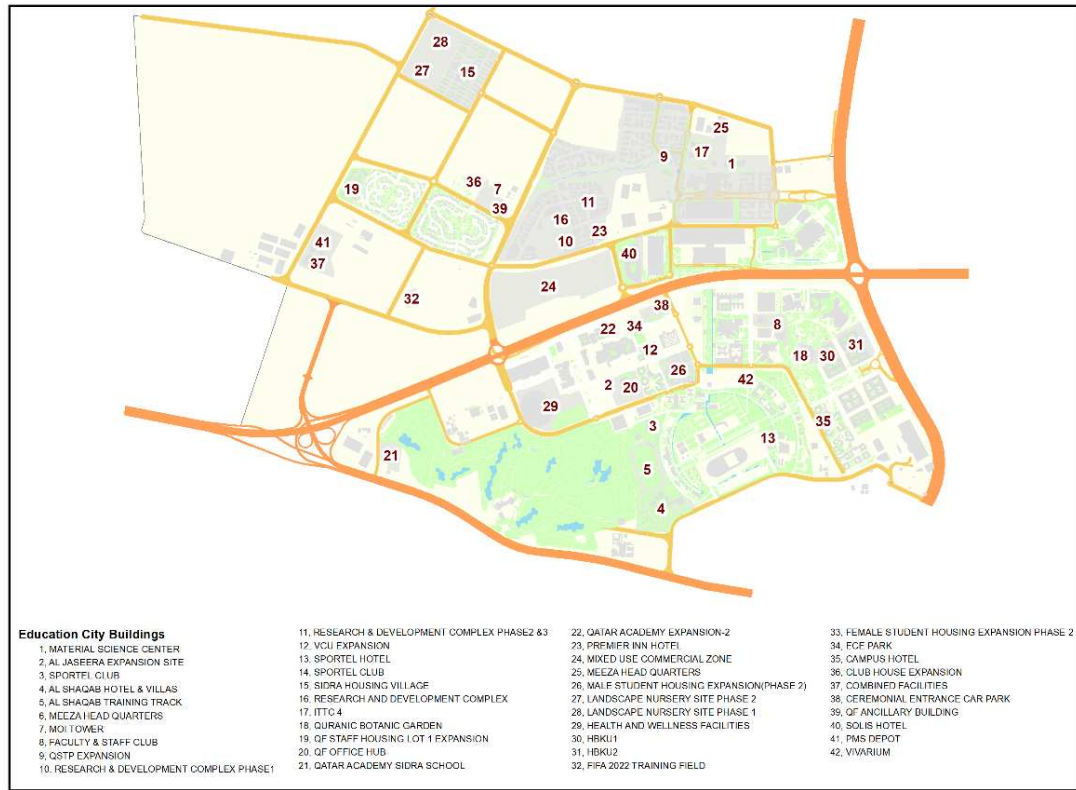 28
27
15
25
17
9
1
36
7
19
39
11
16
23
10
41
37
40
24
32
38
22
34
8
12
18
30
31
26
42
2
20
29
3
35
13
21
5
4
Education City Buildings
1, MATERIAL SCIENCE CENTER
2, AL JASEERA EXPANSION SITE
3, SPORTEL CLUB
4, AL SHAQAB HOTEL & VILLAS
5, AL SHAQAB TRAINING TRACK
6, MEEZA HEAD QUARTERS
7, MOI TOWER
8, FACULTY & STAFF CLUB
9, QSTP EXPANSION
10, RESEARCH & DEVELOPMENT COMPLEX PHASE1
11, RESEARCH & DEVELOPMENT COMPLEX PHASE2 &3
12, VCU EXPANSION
13, SPORTEL HOTEL
14, SPORTEL CLUB
15, SIDRA HOUSING VILLAGE
16, RESEARCH AND DEVELOPMENT COMPLEX
17, ITTC 4
18, QURANIC BOTANIC GARDEN
19, QF STAFF HOUSING LOT 1 EXPANSION
20, QF OFFICE HUB
21, QATAR ACADEMY SIDRA SCHOOL
22, QATAR ACADEMY EXPANSION-2
23, PREMIER INN HOTEL
24, MIXED USE COMMERCIAL ZONE
25, MEEZA HEAD QUARTERS
26, MALE STUDENT HOUSING EXPANSION(PHASE 2)
27, LANDSCAPE NURSERY SITE PHASE 2
28, LANDSCAPE NURSERY SITE PHASE 1
29, HEALTH AND WELLNESS FACILITIES
30, HBKU1
31, HBKU2
32, FIFA 2022 TRAINING FIELD
33, FEMALE STUDENT HOUSING EXPANSION PHASE 2
34, ECE PARK
35, CAMPUS HOTEL
36, CLUB HOUSE EXPANSION
37, COMBINED FACILITIES
38, CEREMONIAL ENTRANCE CAR PARK
39, QF ANCILLARY BUILDING
40, SOLIS HOTEL
41, PMS DEPOT
42, VIVARIUM